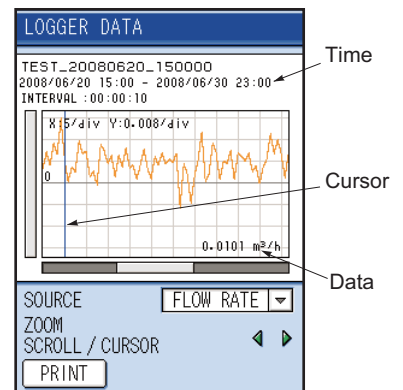 LOGGER DATA
TEST_20080620_150000
2008/06/20 15:00 - 2008/06/30 23:00
INTERVAL :00:00:10
X:5/div Y:0.008/div
0
0.0101 m³/h
SOURCE FLOW RATE
ZOOM
SCROLL / CURSOR
PRINT
Time
Cursor
Data